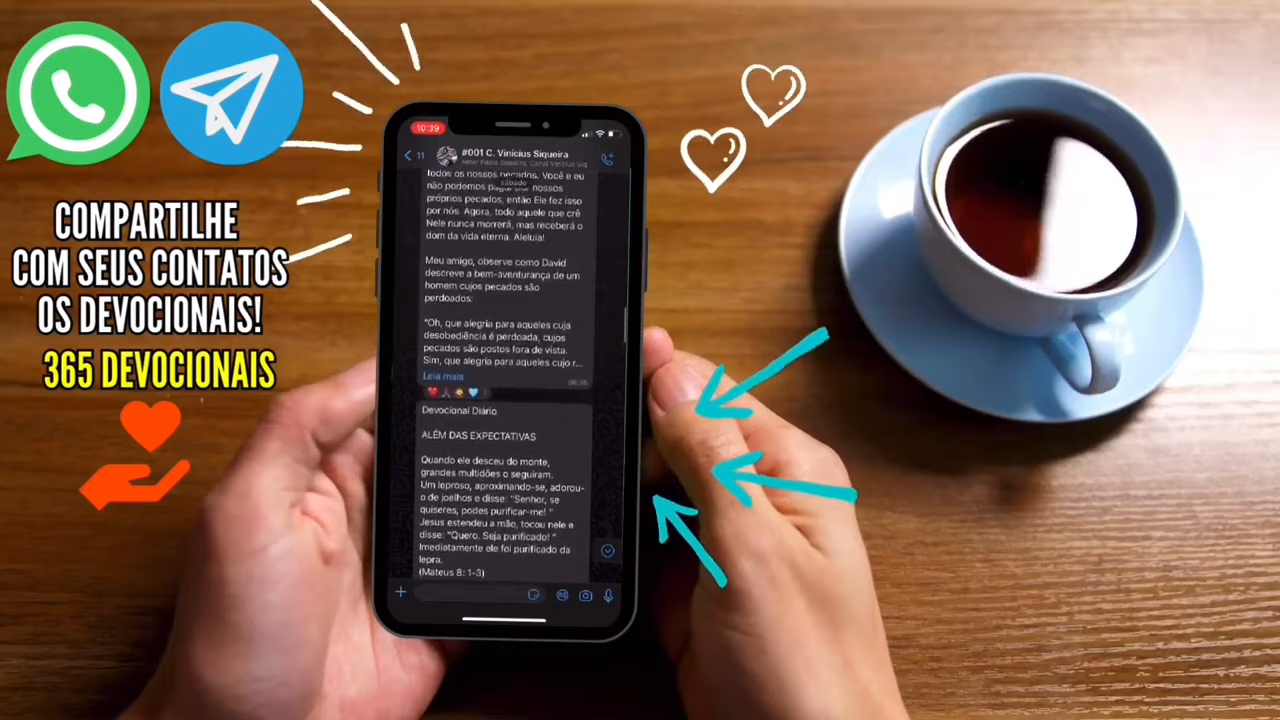 COMPARTILHE
COM SEUS CONTATOS
OS DEVOCIONAIS!
365 DEVOCIONAIS
10:39
11
#001 C. Vinícius Siqueira
sábado
todos os nossos pecados. Você e eu
não podemos pagar por nossos
próprios pecados, então Ele fez isso
por nós. Agora, todo aquele que crê
Nele nunca morrerá, mas receberá o
dom da vida eterna. Aleluia!
Meu amigo, observe como David
descreve a bem-aventurança de um
homem cujos pecados são
perdoados:
"Oh, que alegria para aqueles cuja
desobediência é perdoada, cujos
pecados são postos fora de vista.
Sim, que alegria para aqueles cujo r...
Leia mais
Devocional Diário
ALÉM DAS EXPECTATIVAS
Quando ele desceu do monte,
grandes multidões o seguiram.
Um leproso, aproximando-se, adorou-
o de joelhos e disse: "Senhor, se
quiseres, podes purificar-me! "
Jesus estendeu a mão, tocou nele e
disse: "Quero. Seja purificado! "
Imediatamente ele foi purificado da
lepra.
(Mateus 8: 1-3)